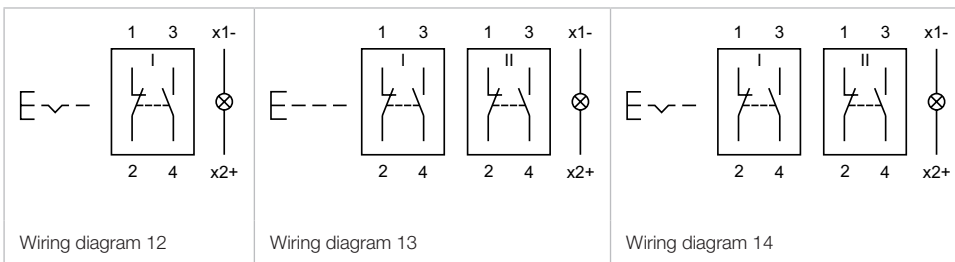 1 3 x1-
I
2 4 x2+
Wiring diagram 12
1 3 1 3 x1-
I II
2 4 2 4 x2+
Wiring diagram 13
1 3 1 3 x1-
I II
2 4 2 4 x2+
Wiring diagram 14